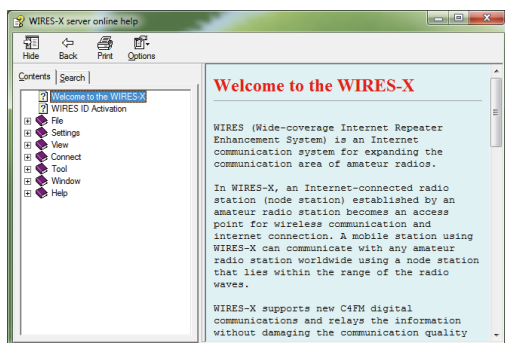 WIRES-X server online help
Hide Back Print Options
Contents Search
Welcome to the WIRES-X
WIRES ID Activation
File
Settings
View
Connect
Tool
Window
Help
Welcome to the WIRES-X
WIRES (Wide-coverage Internet Repeater
Enhancement System) is an Internet
communication system for expanding the
communication area of amateur radios.
In WIRES-X, an Internet-connected radio
station (node station) established by an
amateur radio station becomes an access
point for wireless communication and
internet connection. A mobile station using
WIRES-X can communicate with any amateur
radio station worldwide using a node station
that lies within the range of the radio
waves.
WIRES-X supports new C4FM digital
communications and relays the information
without damaging the communication quality